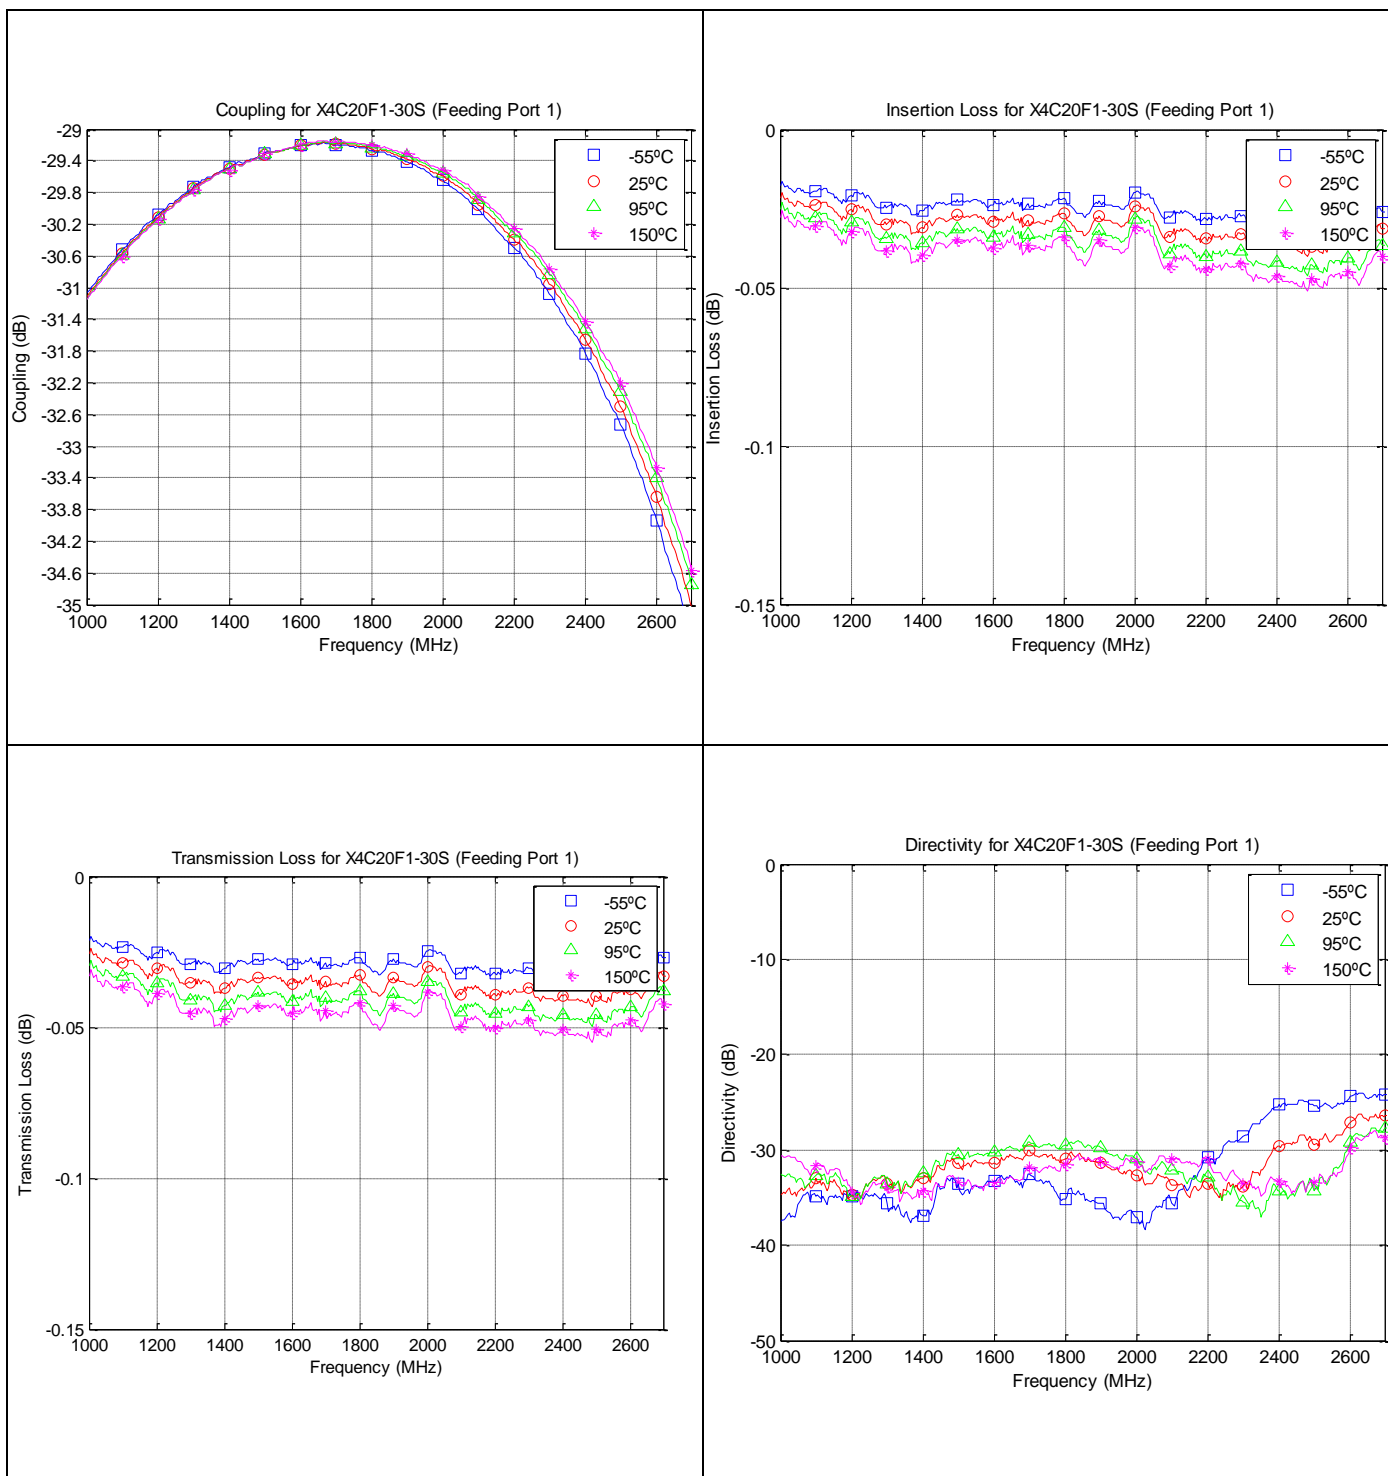 Coupling for X4C20F1-30S (Feeding Port 1)
-29
-29.4
-29.8
-30.2
-30.6
-31
-31.4
-31.8
-32.2
-32.6
-33
-33.4
-33.8
-34.2
-34.6
-35
1000 1200 1400 1600 1800 2000 2200 2400 2600
Frequency (MHz)
Coupling (dB)
-55ºC
25ºC
95ºC
150ºC
Insertion Loss for X4C20F1-30S (Feeding Port 1)
0
-0.05
-0.1
-0.15
1000 1200 1400 1600 1800 2000 2200 2400 2600
Frequency (MHz)
Insertion Loss (dB)
-55ºC
25ºC
95ºC
150ºC
Transmission Loss for X4C20F1-30S (Feeding Port 1)
0
-0.05
-0.1
-0.15
1000 1200 1400 1600 1800 2000 2200 2400 2600
Frequency (MHz)
Transmission Loss (dB)
-55ºC
25ºC
95ºC
150ºC
Directivity for X4C20F1-30S (Feeding Port 1)
0
-10
-20
-30
-40
-50
1000 1200 1400 1600 1800 2000 2200 2400 2600
Frequency (MHz)
Directivity (dB)
-55ºC
25ºC
95ºC
150ºC